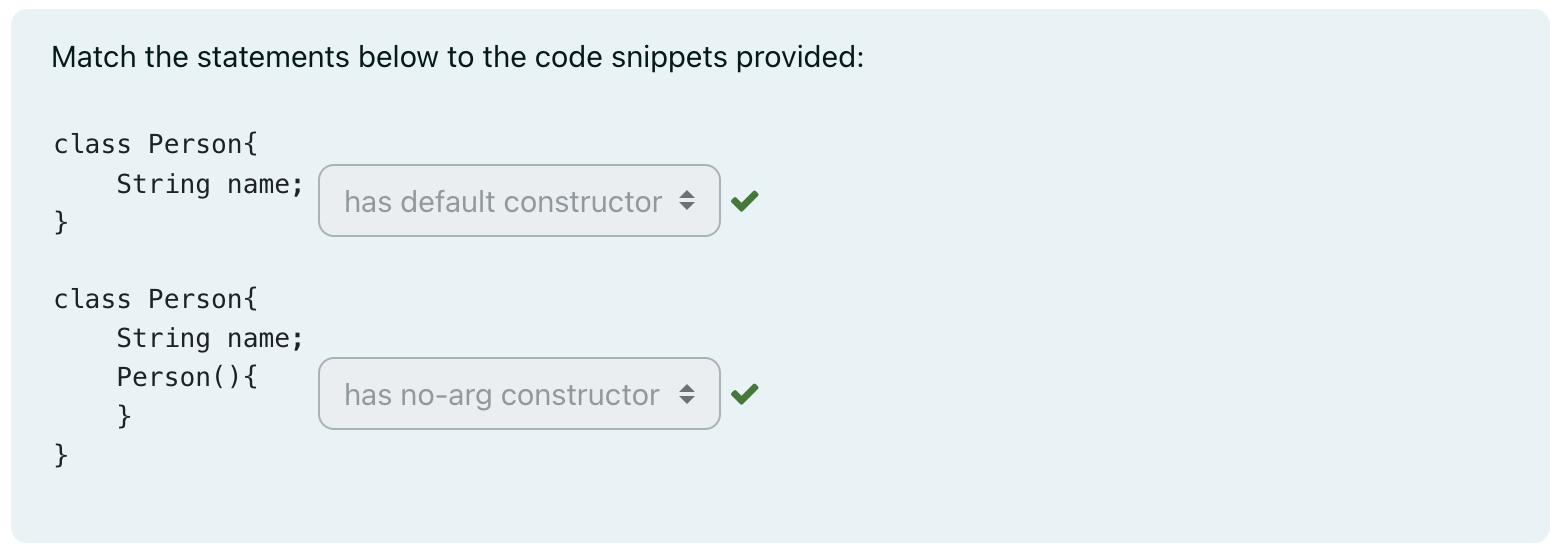 Match the statements below to the code snippets provided:
class Person{
    String name;
has default constructor
}
class Person{
    String name;
    Person(){
has no-arg constructor
    }
}